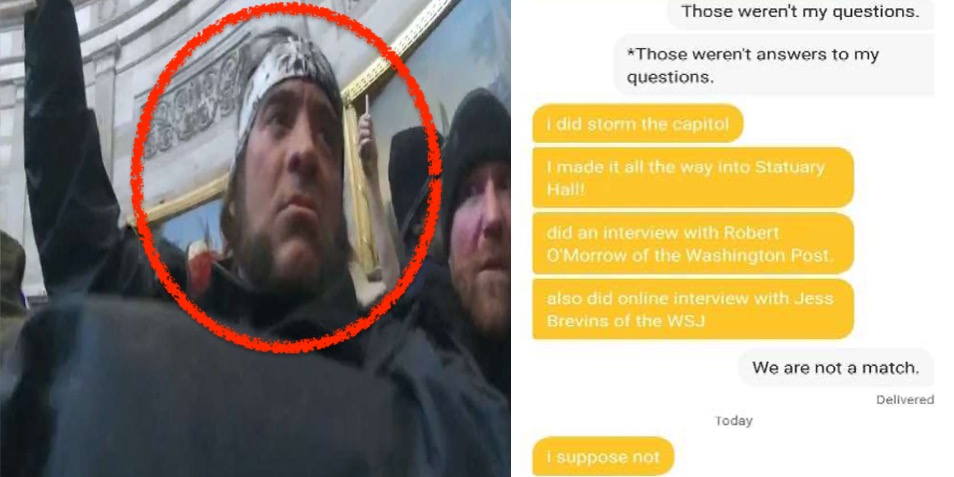 Those weren't my questions.
*Those weren't answers to my
questions.
i did storm the capitol
I made it all the way into Statuary
Hall!
did an interview with Robert
O'Morrow of the Washington Post.
also did online interview with Jess
Brevins of the WSJ
We are not a match.
Delivered
Today
i suppose not